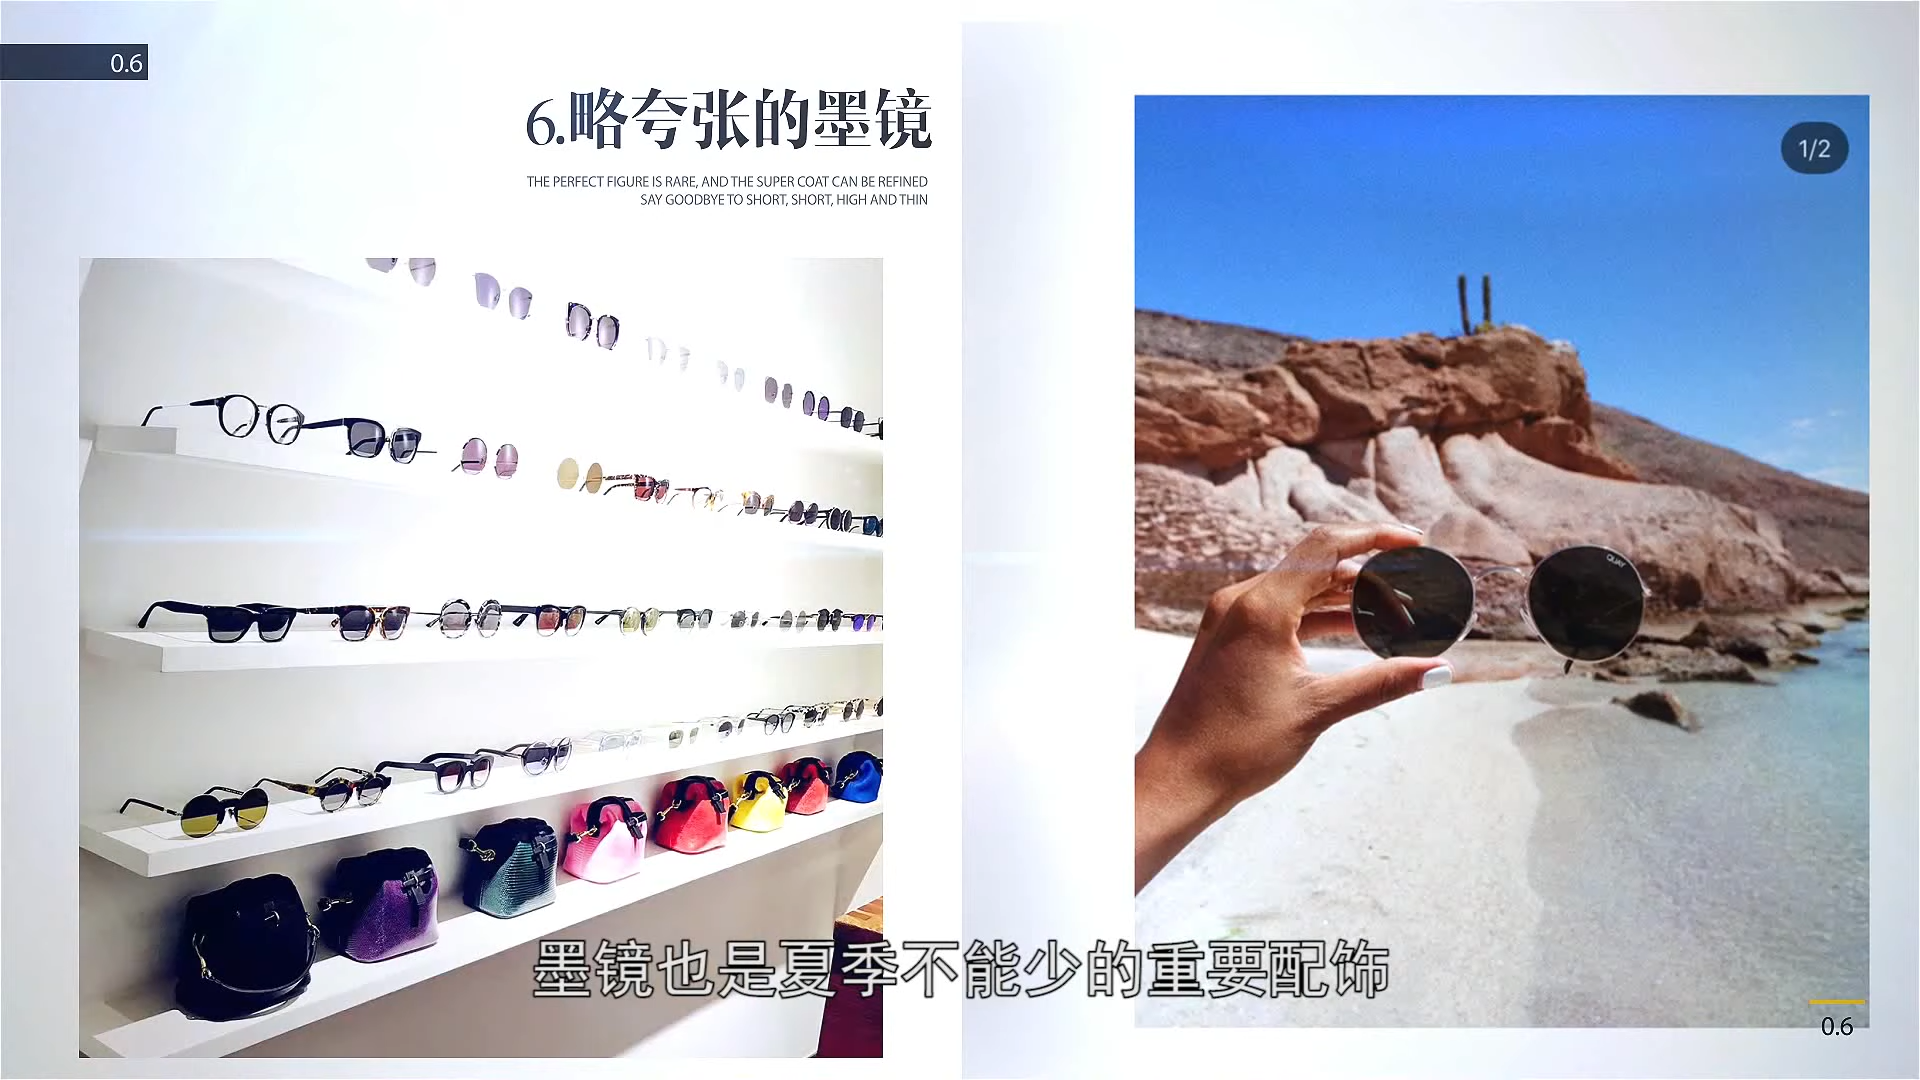 0.6
6.略夸张的墨镜
THE PERFECT FIGURE IS RARE, AND THE SUPER COAT CAN BE REFINED
SAY GOODBYE TO SHORT, SHORT, HIGH AND THIN
1/2
QUAY
墨镜也是夏季不能少的重要配饰
0.6